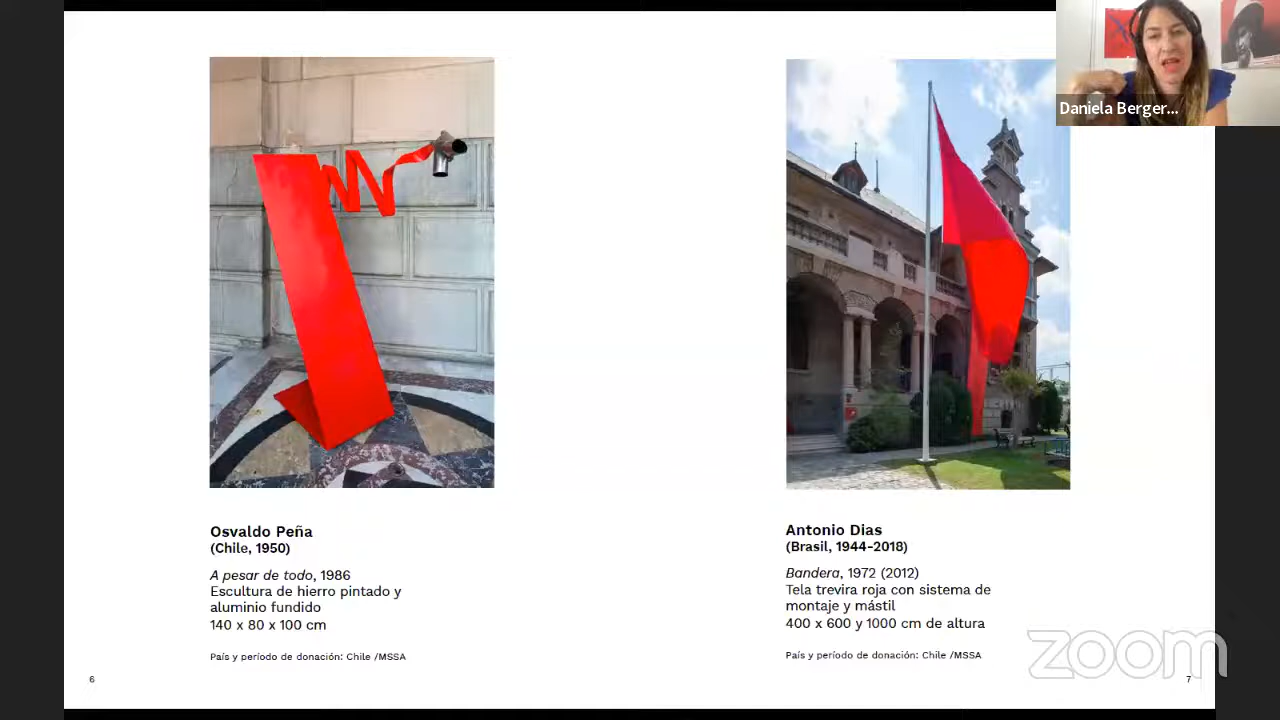 Daniela Berger...
Osvaldo Peña
(Chile, 1950)
A pesar de todo, 1986
Escultura de hierro pintado y
aluminio fundido
140 x 80 x 100 cm
País y período de donación: Chile /MSSA
6
Antonio Dias
(Brasil, 1944-2018)
Bandera, 1972 (2012)
Tela trevira roja con sistema de
montaje y mástil
400 x 600 y 1000 cm de altura
País y período de donación: Chile /MSSA
7
zoom